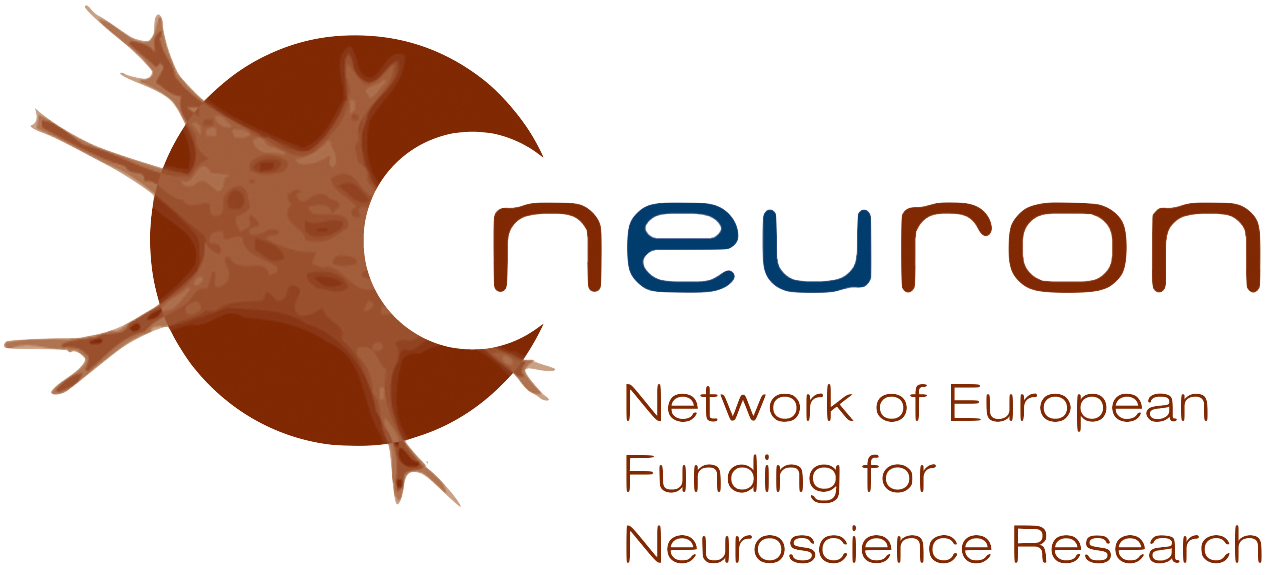 neuron
Network of European
Funding for
Neuroscience Research